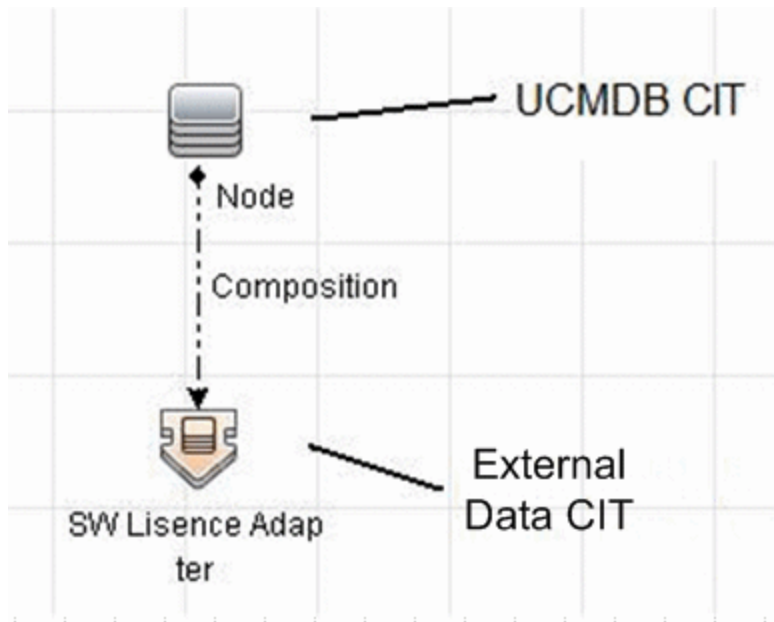 UCMDB CIT
Node
Composition
External
Data CIT
SW Lisence Adap
ter